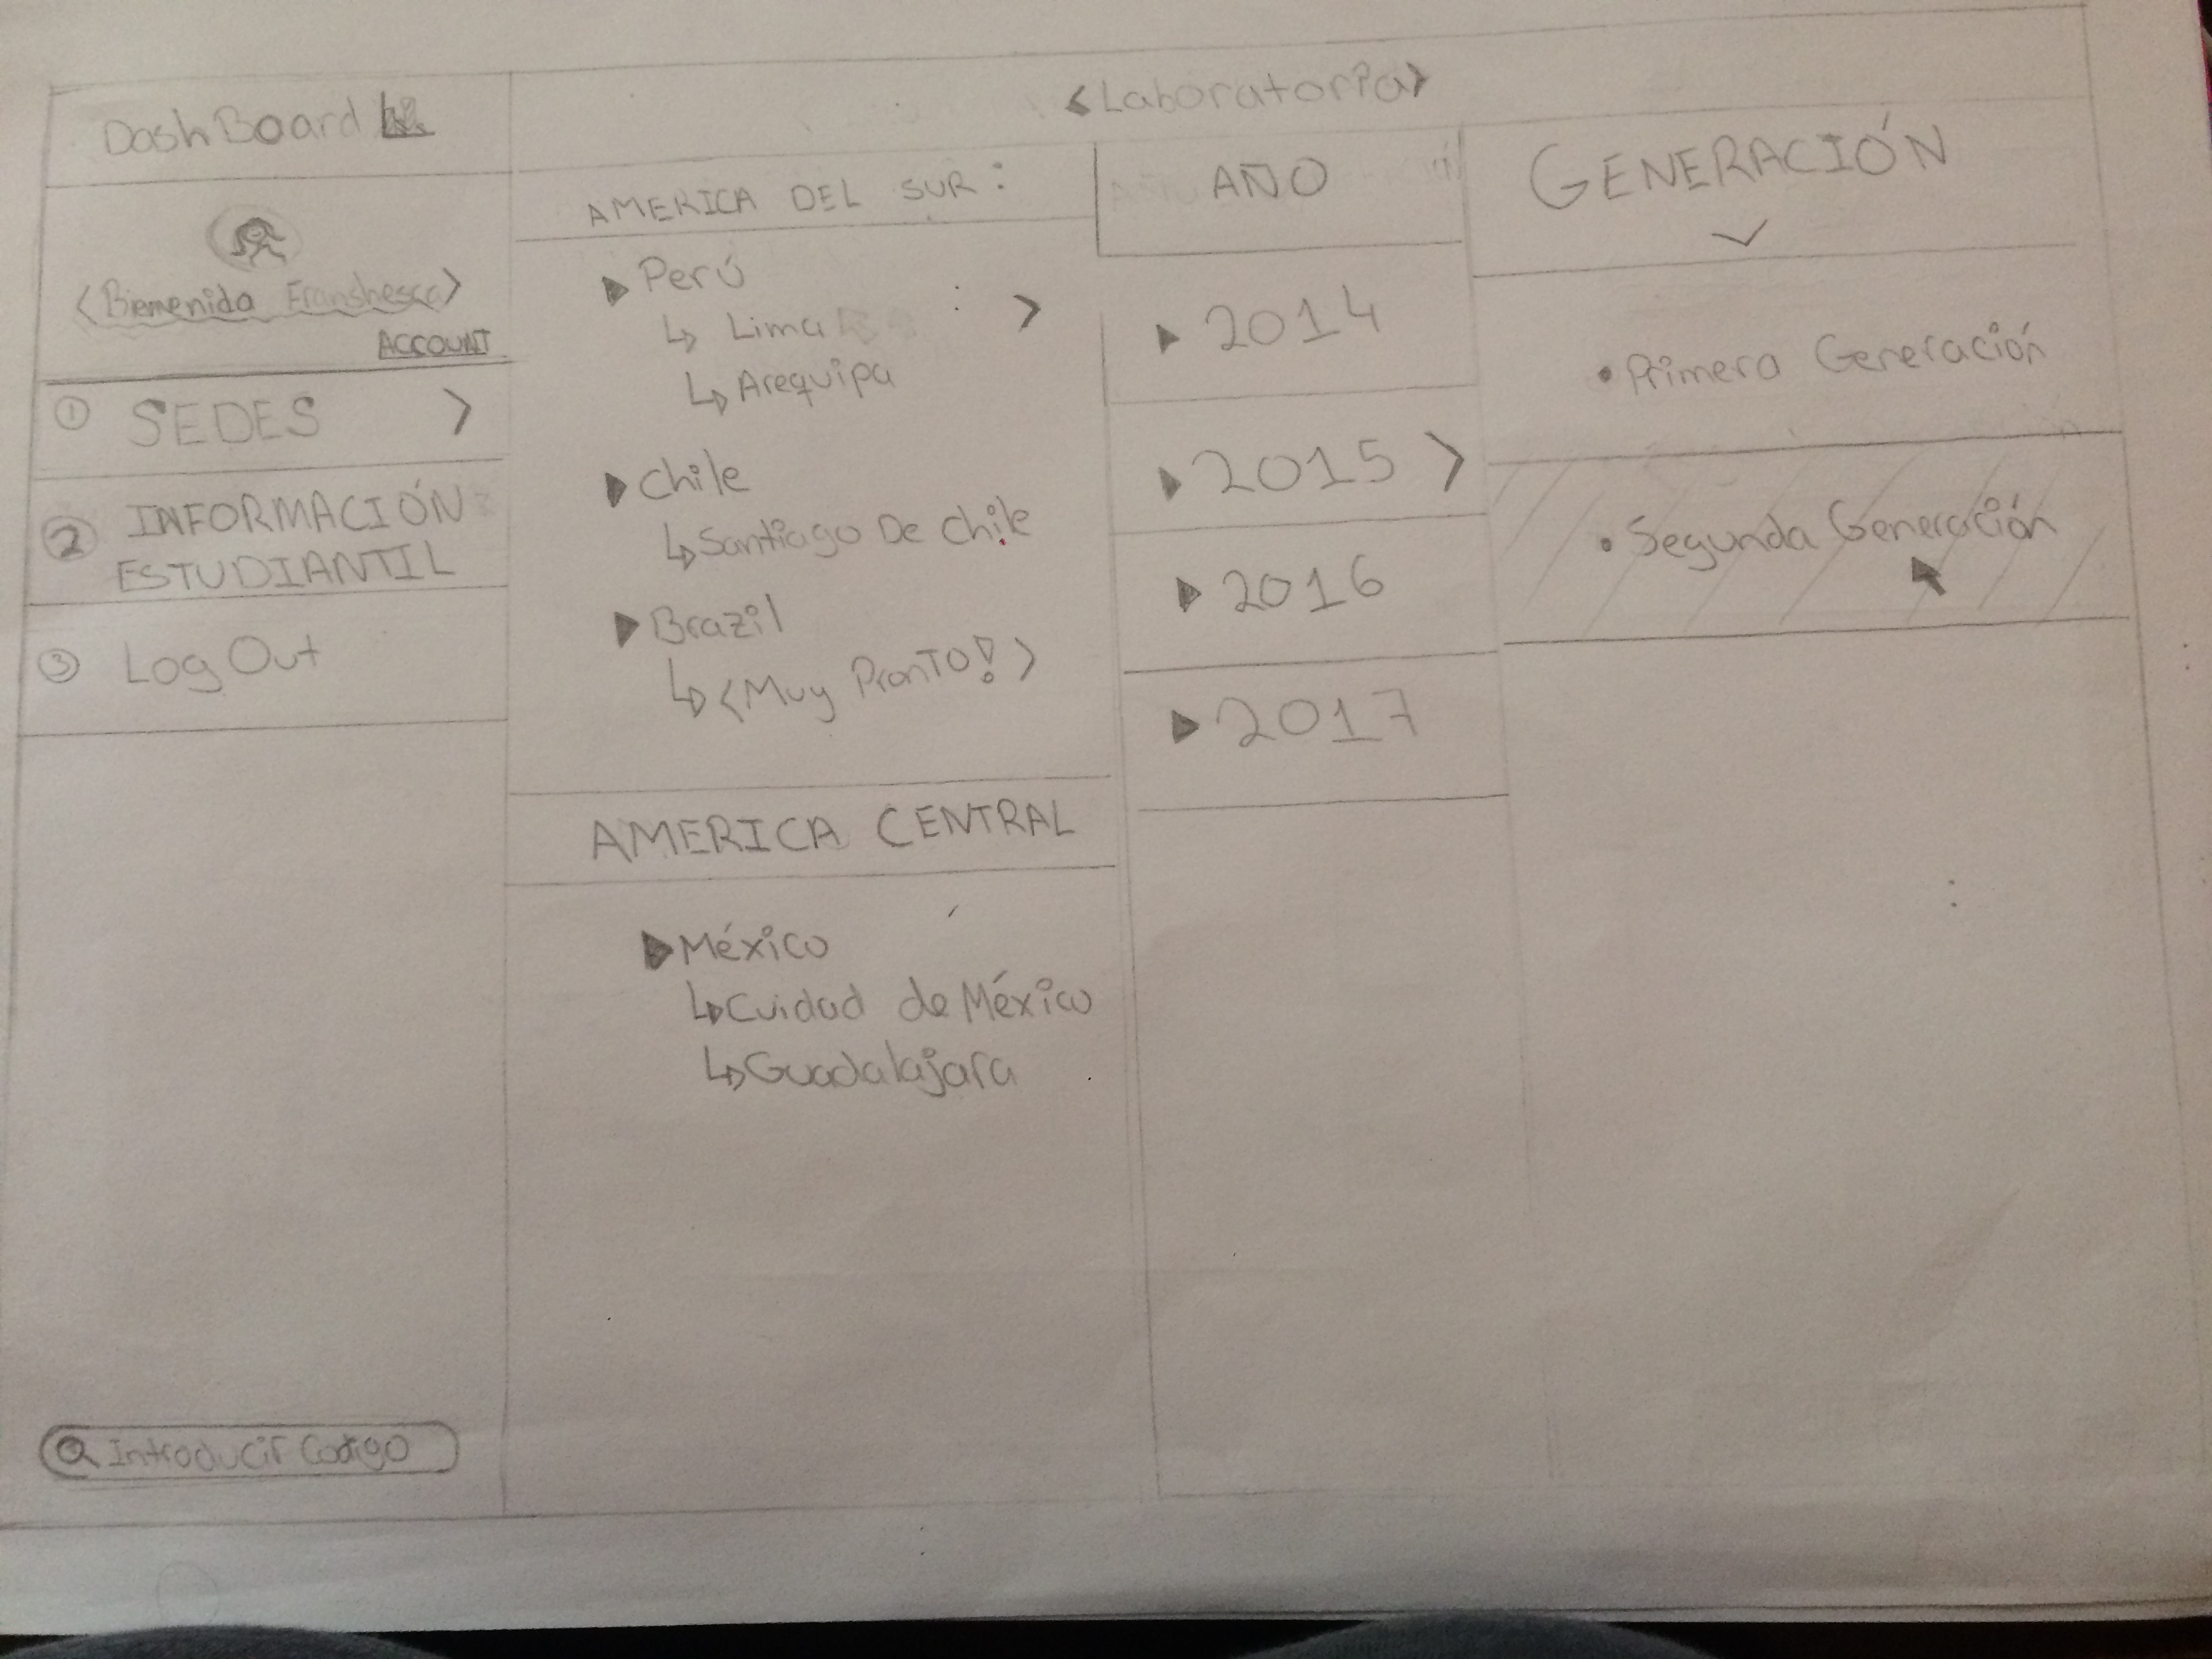 DashBoard
<Laboratoria>
<Bienvenida Franshesca>
ACCOUNT
① SEDES >
② INFORMACIÓN
ESTUDIANTIL
③ Log Out
Introducir Codigo
AMERICA DEL SUR:
Perú
Lima >
Arequipa
Chile
Santiago De Chile
Brazil
<Muy PronTO!>
AMERICA CENTRAL
México
Cuidad de México
Guadalajara
AÑO
2014
2015 >
2016
2017
GENERACIÓN
• Primera Generación
• Segunda Generación